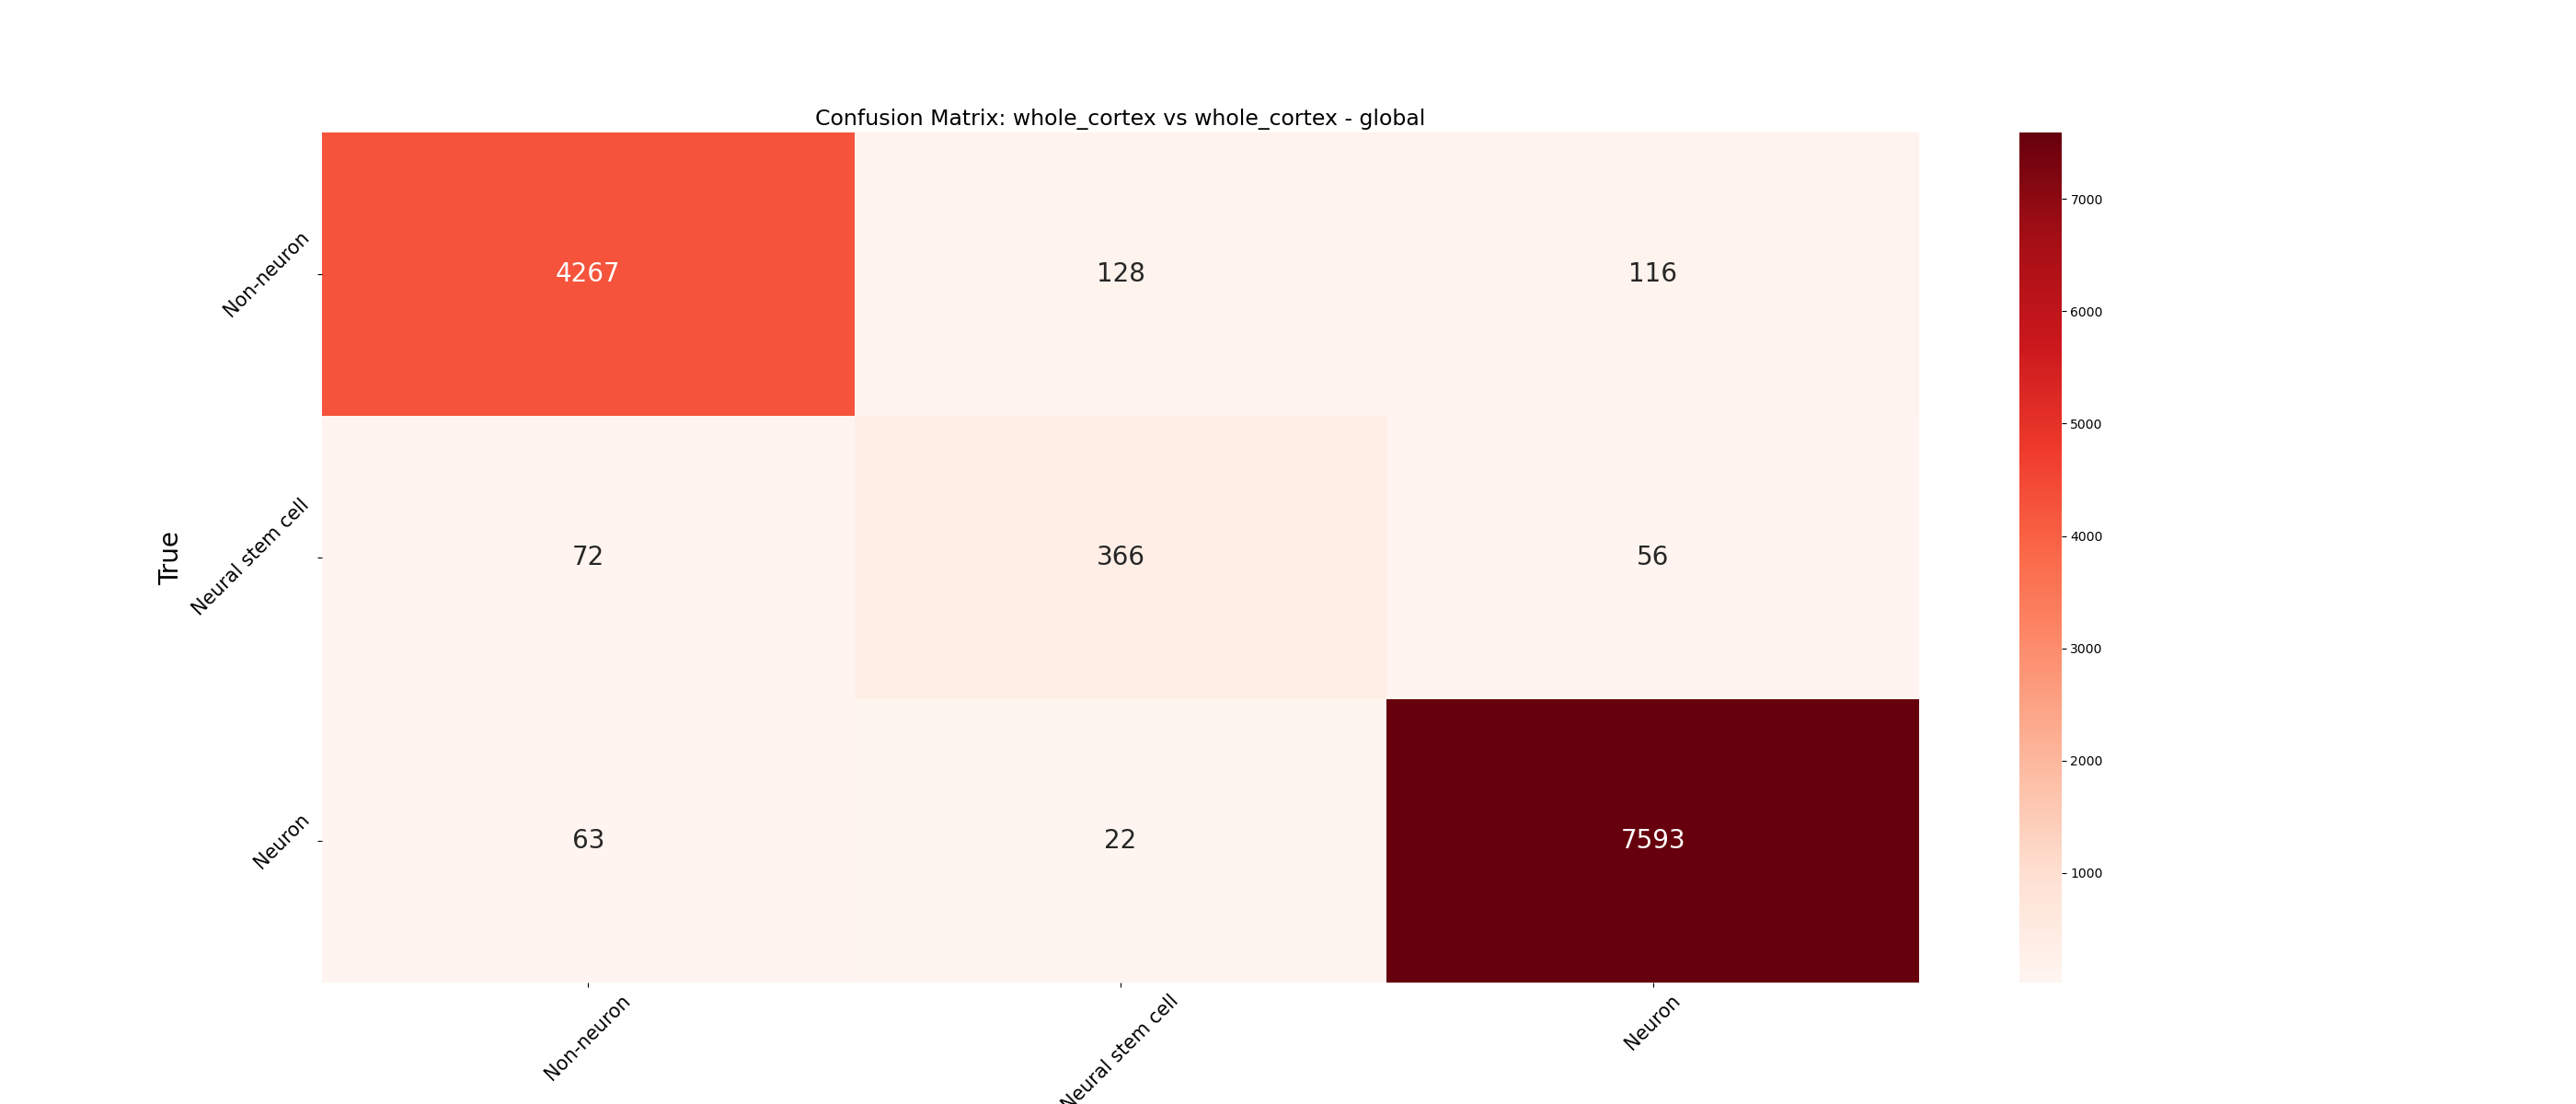 Confusion Matrix: whole_cortex vs whole_cortex - global
True
Non-neuron
4267
128
116
Neural stem cell
72
366
56
Neuron
63
22
7593
Non-neuron
Neural stem cell
Neuron
7000
6000
5000
4000
3000
2000
1000